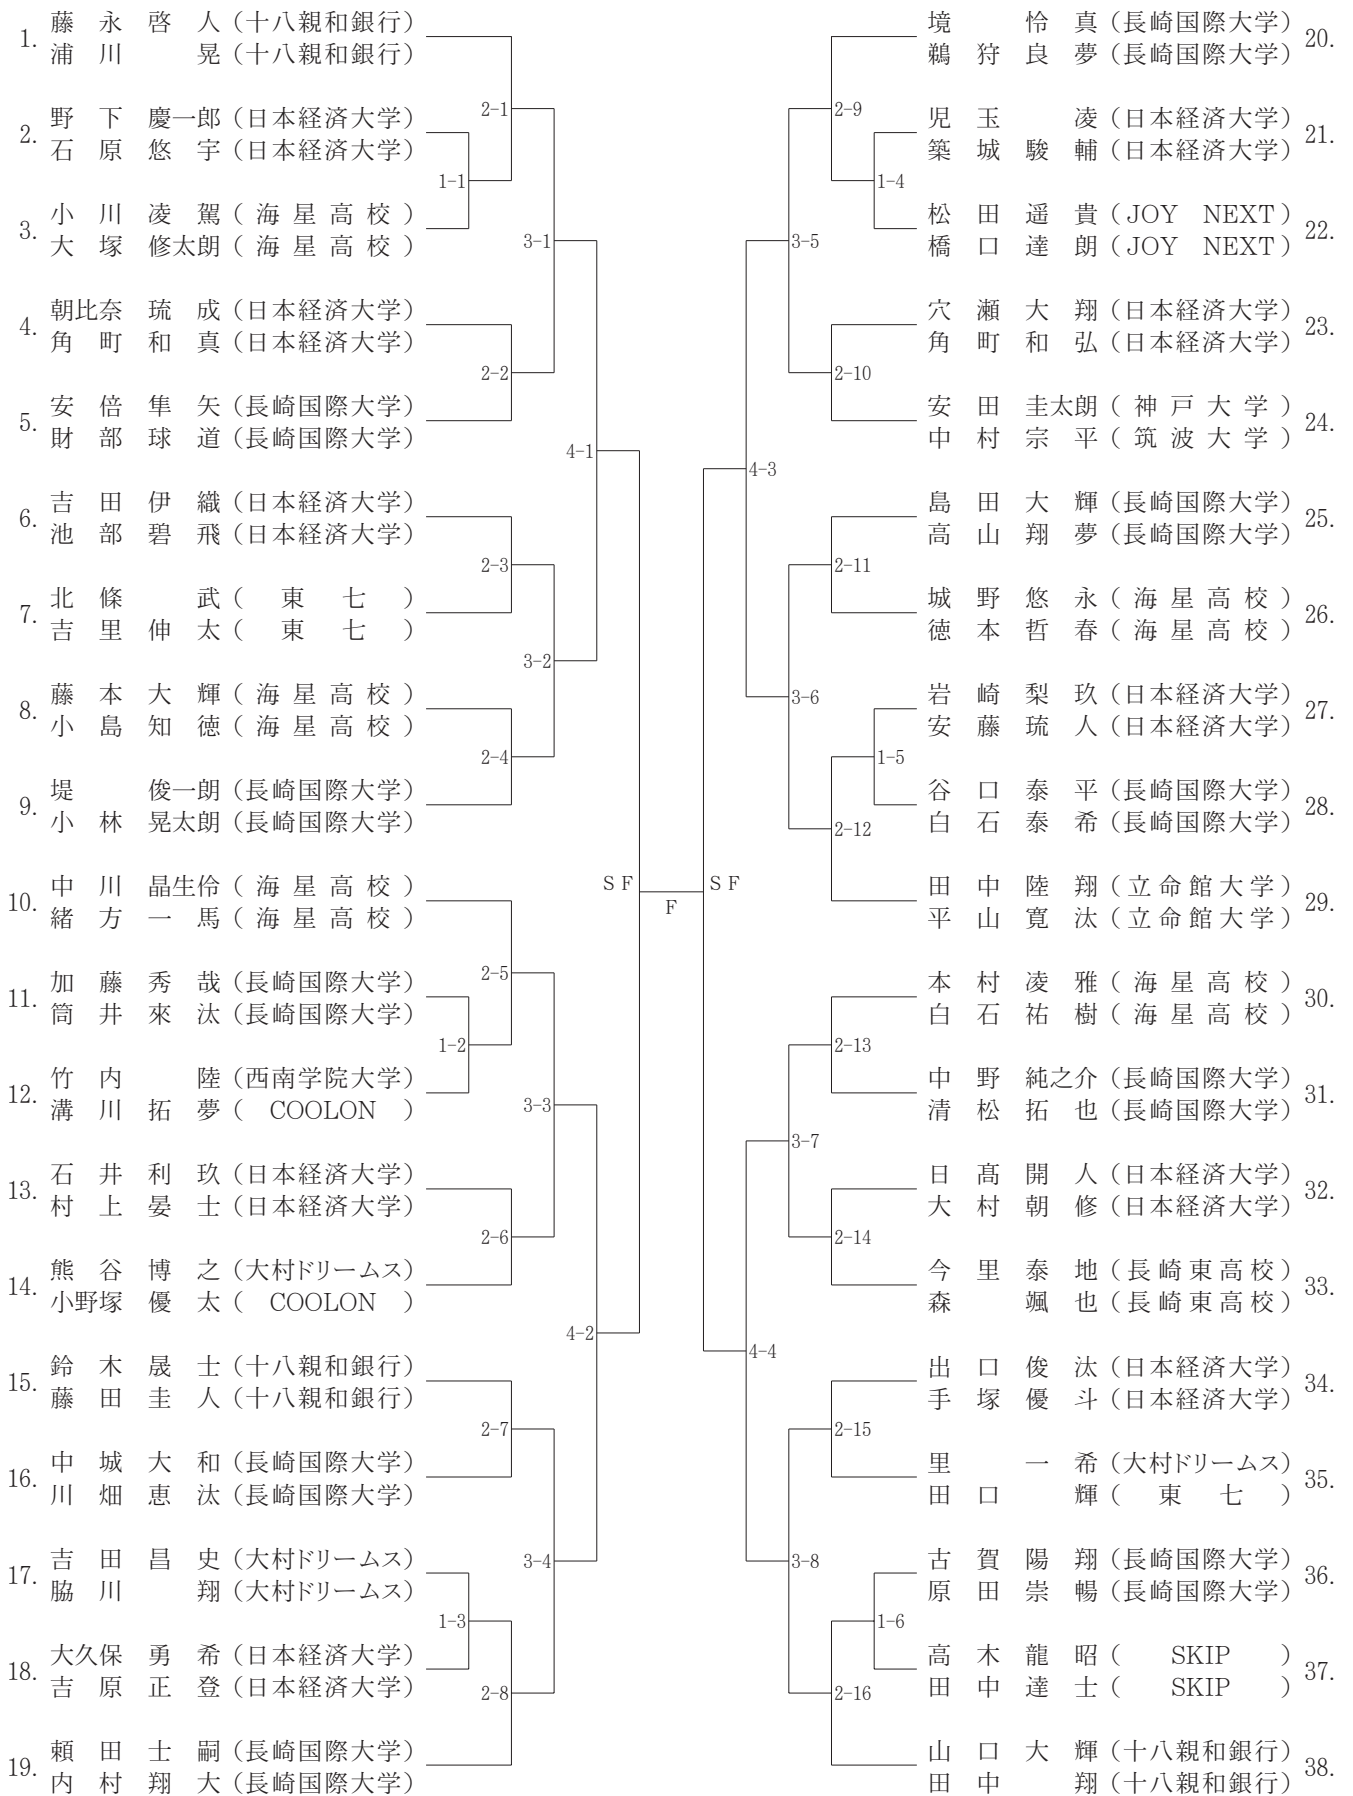 1. 藤永啓人（十八親和銀行）
浦川晃（十八親和銀行）
2. 野下慶一郎（日本経済大学）
石原悠宇（日本経済大学）
3. 小川凌駕（海星高校）
大塚修太朗（海星高校）
4. 朝比奈琉成（日本経済大学）
角町和真（日本経済大学）
5. 安倍隼矢（長崎国際大学）
財部球道（長崎国際大学）
6. 吉田伊織（日本経済大学）
池部碧飛（日本経済大学）
7. 北條武（東七）
吉里伸太（東七）
8. 藤本大輝（海星高校）
小島知徳（海星高校）
9. 堤俊一朗（長崎国際大学）
小林晃太朗（長崎国際大学）
10. 中川晶生伶（海星高校）
緒方一馬（海星高校）
11. 加藤秀哉（長崎国際大学）
筒井來汰（長崎国際大学）
12. 竹内陸（西南学院大学）
溝川拓夢（COOLON）
13. 石井利玖（日本経済大学）
村上晏士（日本経済大学）
14. 熊谷博之（大村ドリームス）
小野塚優太（COOLON）
15. 鈴木晟士（十八親和銀行）
藤田圭人（十八親和銀行）
16. 中城大和（長崎国際大学）
川畑恵汰（長崎国際大学）
17. 吉田昌史（大村ドリームス）
脇川翔（大村ドリームス）
18. 大久保勇希（日本経済大学）
吉原正登（日本経済大学）
19. 頼田士嗣（長崎国際大学）
内村翔大（長崎国際大学）
1-1
1-2
1-3
2-1
2-2
2-3
2-4
2-5
2-6
2-7
2-8
3-1
3-2
3-3
3-4
4-1
4-2
SF
F
SF
4-3
4-4
3-5
3-6
3-7
3-8
2-9
2-10
2-11
2-12
2-13
2-14
2-15
2-16
1-4
1-5
1-6
境怜真（長崎国際大学）20.
鵜狩良夢（長崎国際大学）
児玉凌（日本経済大学）21.
築城駿輔（日本経済大学）
松田遥貴（JOY NEXT）22.
橋口達朗（JOY NEXT）
穴瀬大翔（日本経済大学）23.
角町和弘（日本経済大学）
安田圭太朗（神戸大学）24.
中村宗平（筑波大学）
島田大輝（長崎国際大学）25.
高山翔夢（長崎国際大学）
城野悠永（海星高校）26.
徳本哲春（海星高校）
岩崎梨玖（日本経済大学）27.
安藤琉人（日本経済大学）
谷口泰平（長崎国際大学）28.
白石泰希（長崎国際大学）
田中陸翔（立命館大学）29.
平山寛汰（立命館大学）
本村凌雅（海星高校）30.
白石祐樹（海星高校）
中野純之介（長崎国際大学）31.
清松拓也（長崎国際大学）
日髙開人（日本経済大学）32.
大村朝修（日本経済大学）
今里泰地（長崎東高校）33.
森颯也（長崎東高校）
出口俊汰（日本経済大学）34.
手塚優斗（日本経済大学）
里一希（大村ドリームス）35.
田口輝（東七）
古賀陽翔（長崎国際大学）36.
原田崇暢（長崎国際大学）
高木龍昭（SKIP）37.
田中達士（SKIP）
山口大輝（十八親和銀行）38.
田中翔（十八親和銀行）